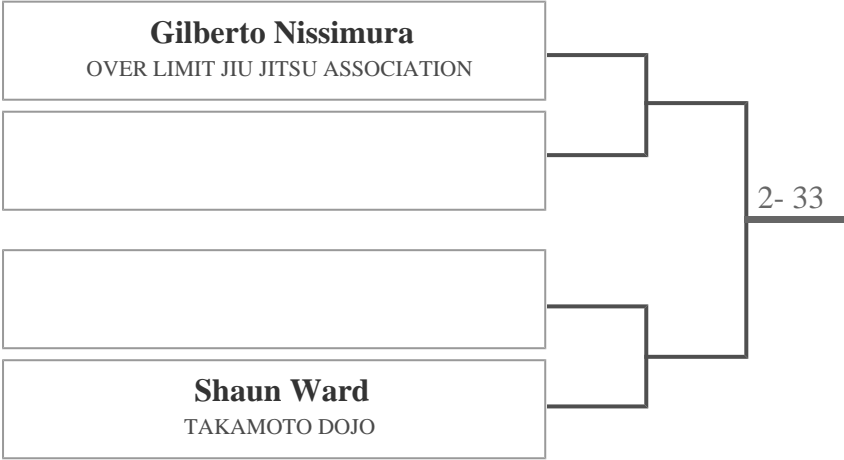 Gilberto Nissimura
OVER LIMIT JIU JITSU ASSOCIATION
2- 33
Shaun Ward
TAKAMOTO DOJO